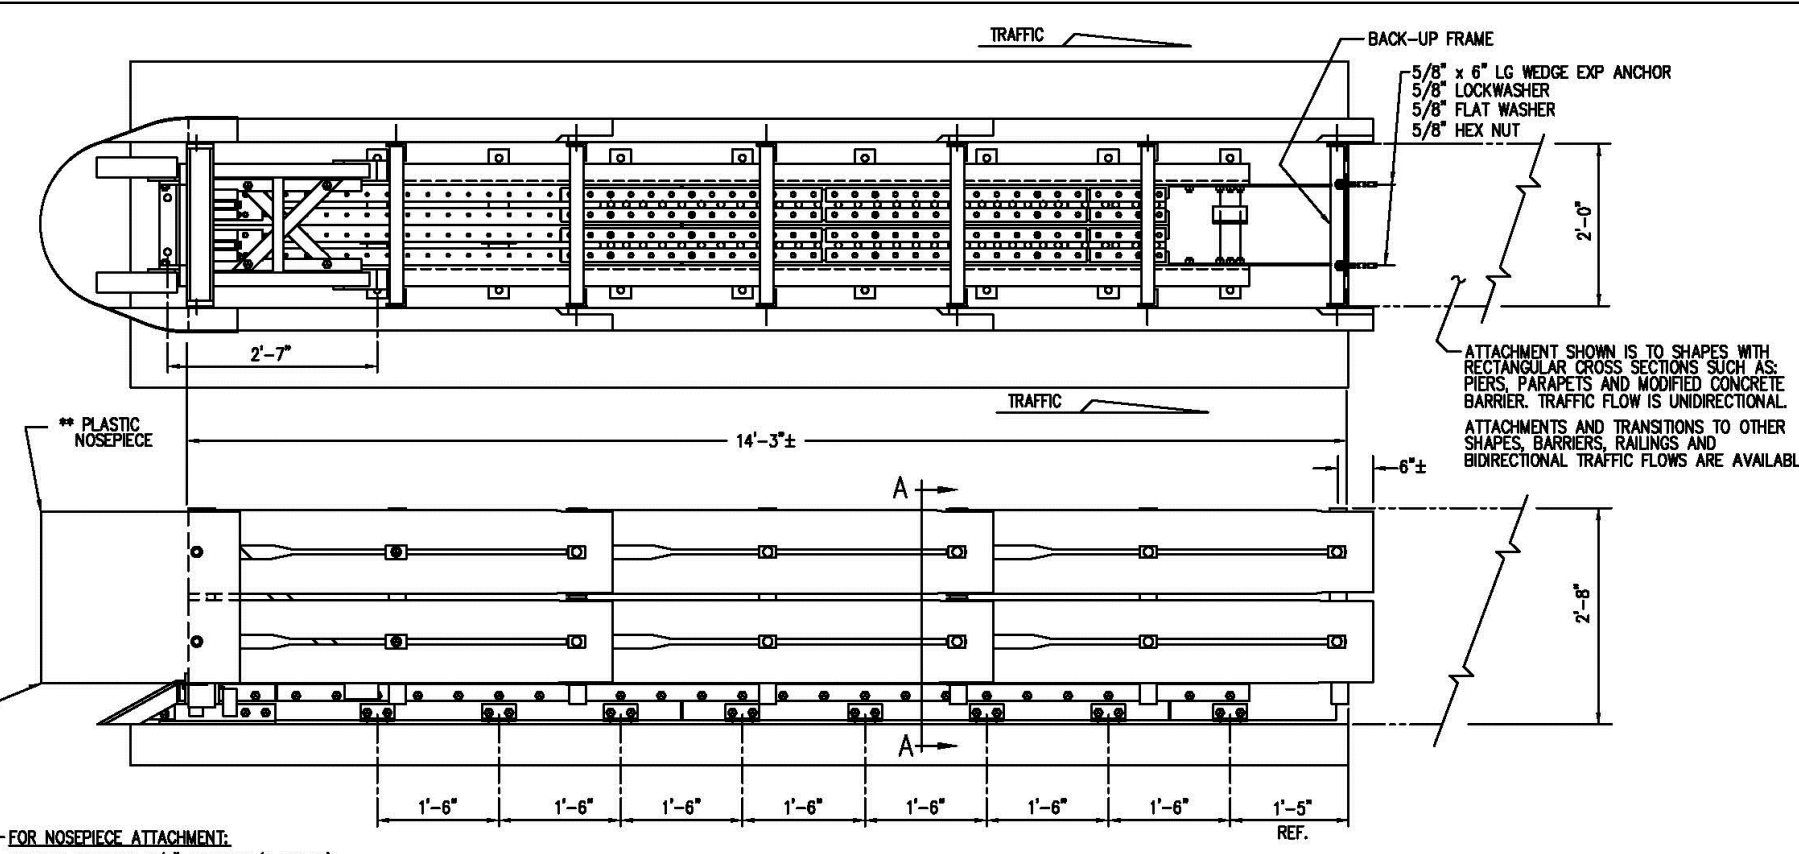 TRAFFIC
BACK-UP FRAME
5/8" x 6" LG WEDGE EXP ANCHOR
5/8" LOCKWASHER
5/8" FLAT WASHER
5/8" HEX NUT
2'-0"
2'-7"
ATTACHMENT SHOWN IS TO SHAPES WITH
RECTANGULAR CROSS SECTIONS SUCH AS:
PIERS, PARAPETS AND MODIFIED CONCRETE
BARRIER. TRAFFIC FLOW IS UNIDIRECTIONAL.
TRAFFIC
** PLASTIC
NOSEPIECE
14'-3"±
ATTACHMENTS AND TRANSITIONS TO OTHER
SHAPES, BARRIERS, RAILINGS AND
BIDIRECTIONAL TRAFFIC FLOWS ARE AVAILABL
6"±
A
2'-8"
A
1'-6"
1'-6"
1'-6"
1'-6"
1'-6"
1'-6"
1'-6"
1'-5"
REF.
FOR NOSEPIECE ATTACHMENT: